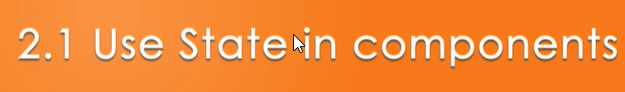 2.1 Use State in components